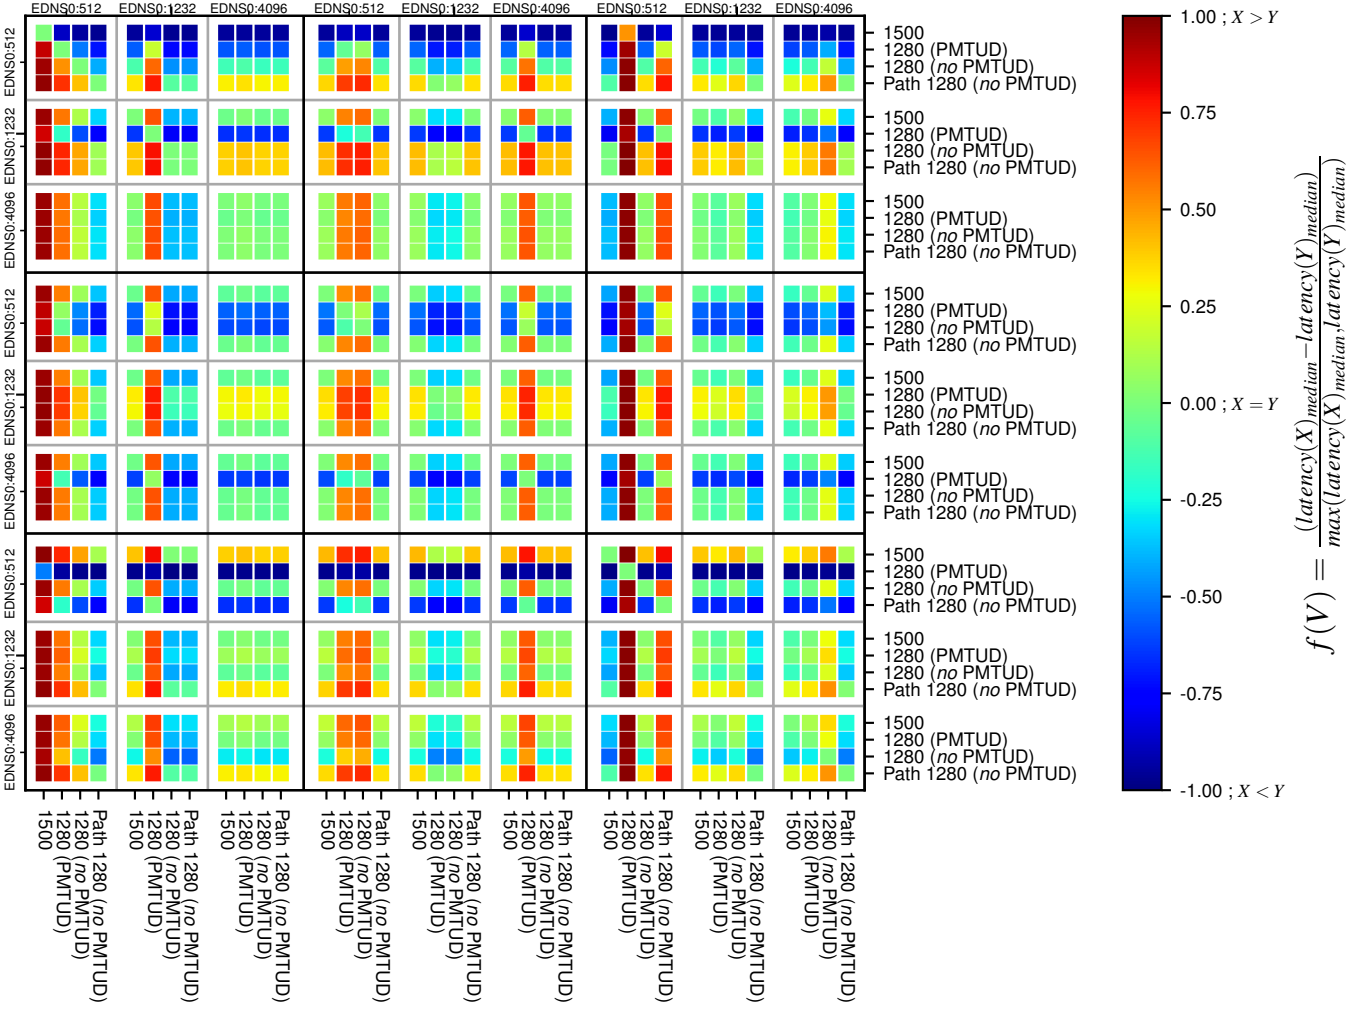 EDNS0:512 EDNS0:1232 EDNS0:4096 EDNS0:512 EDNS0:1232 EDNS0:4096 EDNS0:512 EDNS0:1232 EDNS0:4096
EDNS0:512
1500
1280 (PMTUD)
1280 (no PMTUD)
Path 1280 (no PMTUD)
EDNS0:1232
1500
1280 (PMTUD)
1280 (no PMTUD)
Path 1280 (no PMTUD)
EDNS0:4096
1500
1280 (PMTUD)
1280 (no PMTUD)
Path 1280 (no PMTUD)
EDNS0:512
1500
1280 (PMTUD)
1280 (no PMTUD)
Path 1280 (no PMTUD)
EDNS0:1232
1500
1280 (PMTUD)
1280 (no PMTUD)
Path 1280 (no PMTUD)
EDNS0:4096
1500
1280 (PMTUD)
1280 (no PMTUD)
Path 1280 (no PMTUD)
EDNS0:512
1500
1280 (PMTUD)
1280 (no PMTUD)
Path 1280 (no PMTUD)
EDNS0:1232
1500
1280 (PMTUD)
1280 (no PMTUD)
Path 1280 (no PMTUD)
EDNS0:4096
1500
1280 (PMTUD)
1280 (no PMTUD)
Path 1280 (no PMTUD)
1500
1280 (PMTUD)
1280 (no PMTUD)
Path 1280 (no PMTUD)
1500
1280 (PMTUD)
1280 (no PMTUD)
Path 1280 (no PMTUD)
1500
1280 (PMTUD)
1280 (no PMTUD)
Path 1280 (no PMTUD)
1500
1280 (PMTUD)
1280 (no PMTUD)
Path 1280 (no PMTUD)
1500
1280 (PMTUD)
1280 (no PMTUD)
Path 1280 (no PMTUD)
1500
1280 (PMTUD)
1280 (no PMTUD)
Path 1280 (no PMTUD)
1500
1280 (PMTUD)
1280 (no PMTUD)
Path 1280 (no PMTUD)
1500
1280 (PMTUD)
1280 (no PMTUD)
Path 1280 (no PMTUD)
1500
1280 (PMTUD)
1280 (no PMTUD)
Path 1280 (no PMTUD)
1.00 ; X > Y
0.75
0.50
0.25
0.00 ; X = Y
-0.25
-0.50
-0.75
-1.00 ; X < Y
f(V) = (latency(X)median−latency(Y)median) / max(latency(X)median,latency(Y)median)